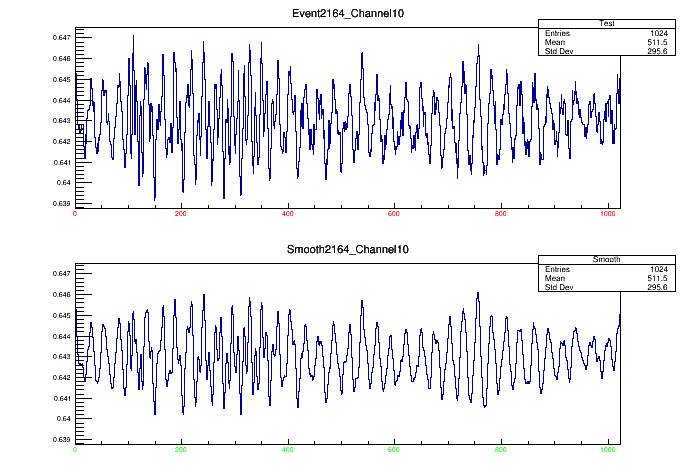 Event2164_Channel10
Test
Entries 1024
Mean 511.5
Std Dev 295.6
0.647
0.646
0.645
0.644
0.643
0.642
0.641
0.64
0.639
0 200 400 600 800 1000
Smooth2164_Channel10
Smooth
Entries 1024
Mean 511.5
Std Dev 295.6
0.647
0.646
0.645
0.644
0.643
0.642
0.641
0.64
0.639
0 200 400 600 800 1000